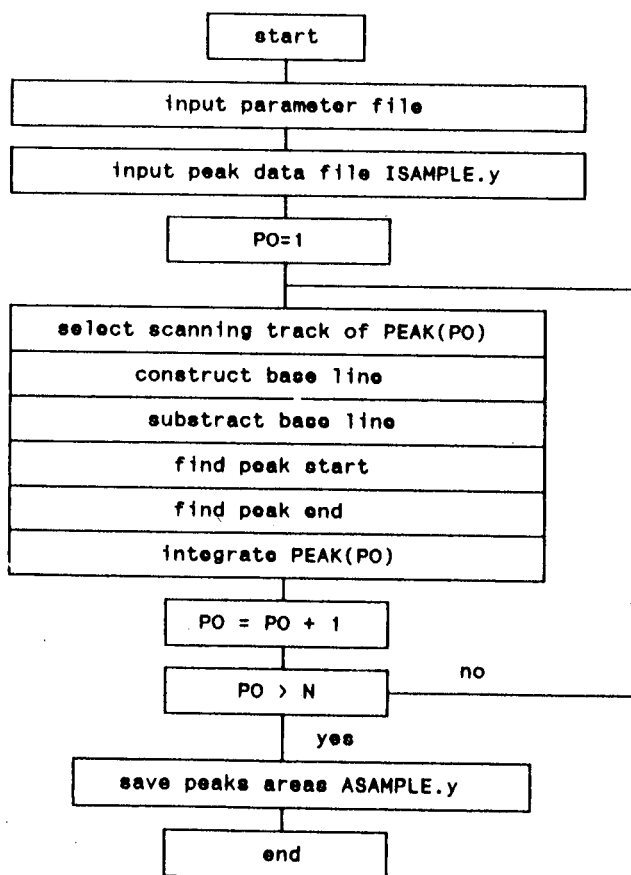 start
input parameter file
input peak data file ISAMPLE.y
PO=1
select scanning track of PEAK(PO)
construct base line
substract base line
find peak start
find peak end
integrate PEAK(PO)
PO = PO + 1
PO > N
no
yes
save peaks areas ASAMPLE.y
end